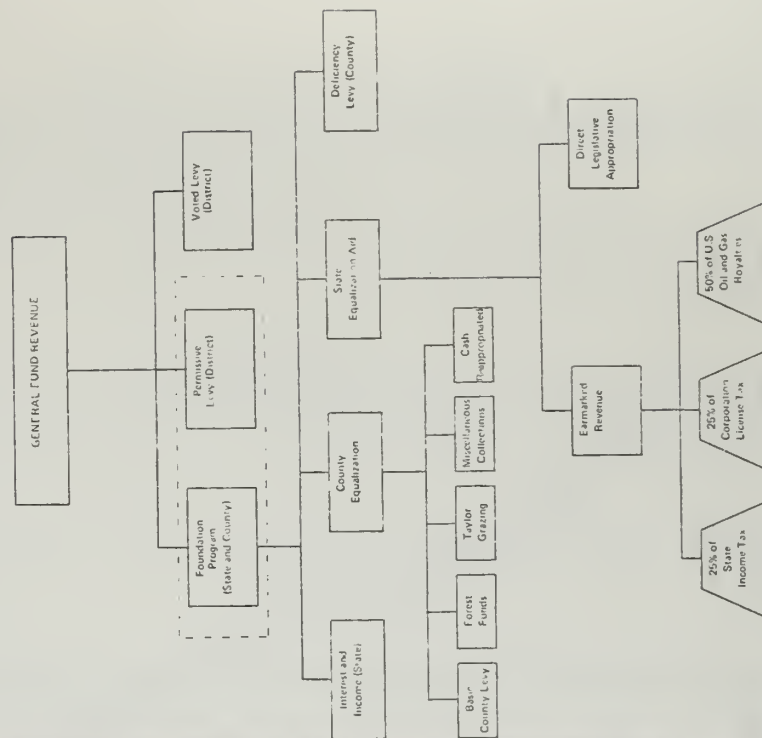 GENERAL FUND REVENUE
Foundation
Program
(State and County)
Permissive
Levy (District)
Voted Levy
(District)
Interest and
Income (State)
County
Equalization
State
Equalization Aid
Deficiency
Levy (County)
Basic
County Levy
Forest
Funds
Taylor
Grazing
Miscellaneous
Collections
Cash
Reappropriated
Earmarked
Revenue
Direct
Legislative
Appropriation
25% of
State
Income Tax
25% of
Corporation
License Tax
50% of U.S
Oil and Gas
Royalties